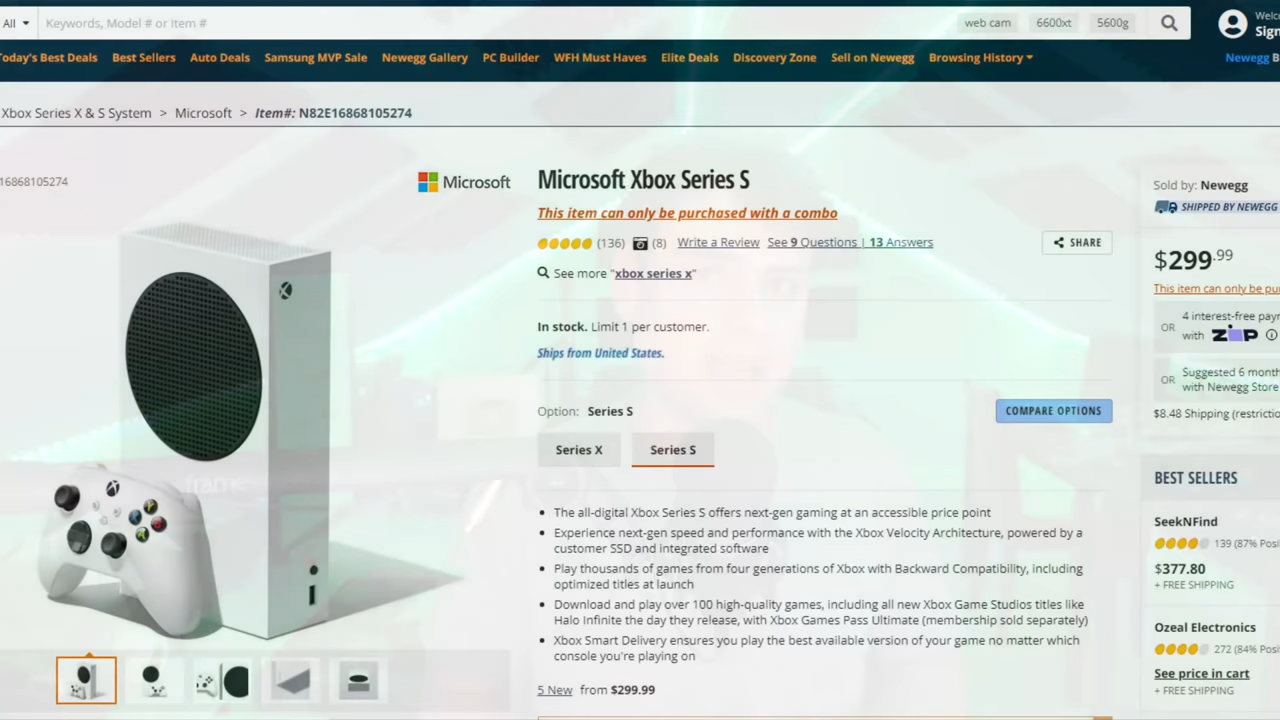 All
Keywords, Model # or Item #
web cam
6600xt
5600g
Welco
Sign
Today's Best Deals
Best Sellers
Auto Deals
Samsung MVP Sale
Newegg Gallery
PC Builder
WFH Must Haves
Elite Deals
Discovery Zone
Sell on Newegg
Browsing History
Newegg B
Xbox Series X & S System > Microsoft > Item#: N82E16868105274
16868105274
Microsoft
Microsoft Xbox Series S
This item can only be purchased with a combo
(136) (8) Write a Review See 9 Questions | 13 Answers
SHARE
See more "xbox series x"
In stock. Limit 1 per customer.
Ships from United States.
Option: Series S
COMPARE OPTIONS
Series X
Series S
The all-digital Xbox Series S offers next-gen gaming at an accessible price point
Experience next-gen speed and performance with the Xbox Velocity Architecture, powered by a
customer SSD and integrated software
Play thousands of games from four generations of Xbox with Backward Compatibility, including
optimized titles at launch
Download and play over 100 high-quality games, including all new Xbox Game Studios titles like
Halo Infinite the day they release, with Xbox Games Pass Ultimate (membership sold separately)
Xbox Smart Delivery ensures you play the best available version of your game no matter which
console you're playing on
5 New from $299.99
Sold by: Newegg
SHIPPED BY NEWEGG
$299.99
This item can only be pu
OR
4 interest-free payr
with ZIP
OR
Suggested 6 month
with Newegg Store
$8.48 Shipping (restrictio
BEST SELLERS
SeekNFind
139 (87% Posi
$377.80
+ FREE SHIPPING
Ozeal Electronics
272 (84% Posi
See price in cart
+ FREE SHIPPING